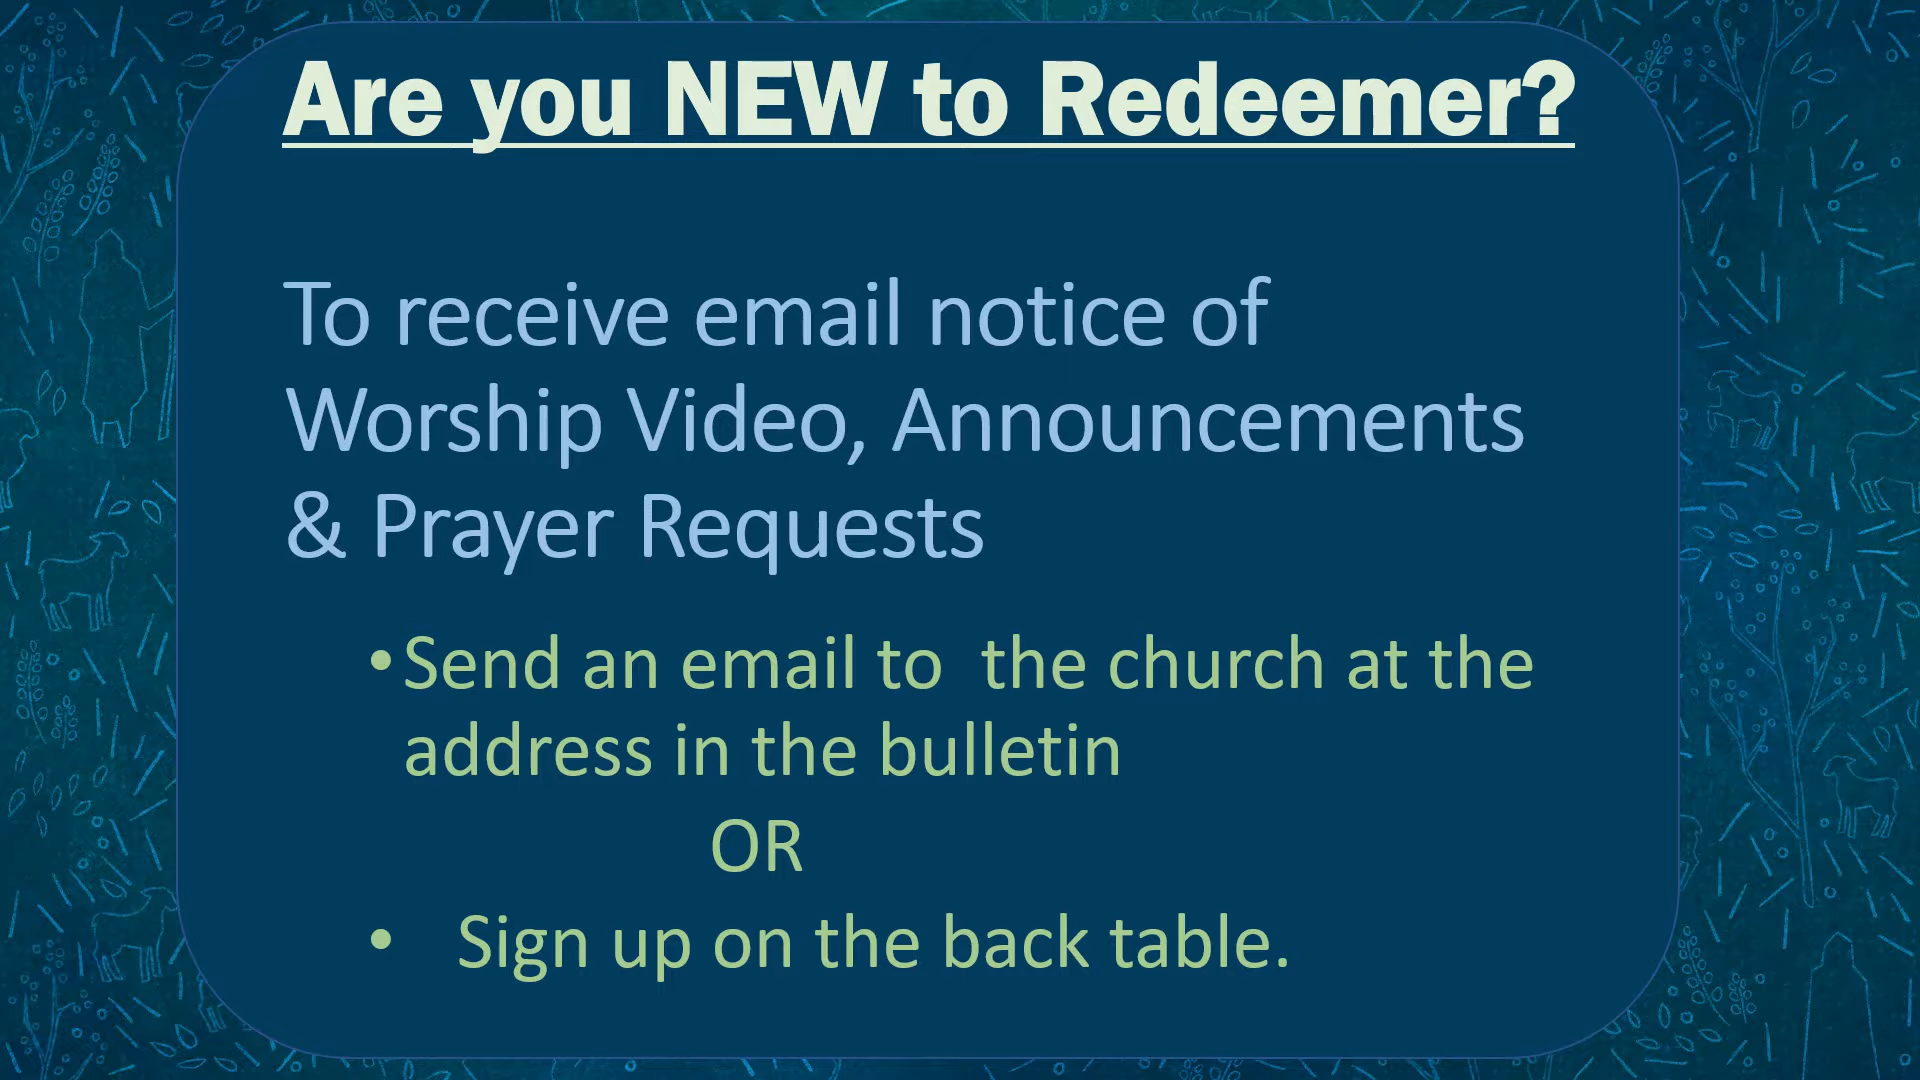 Are you NEW to Redeemer?
To receive email notice of
Worship Video, Announcements
& Prayer Requests
•Send an email to  the church at the
address in the bulletin
OR
• Sign up on the back table.